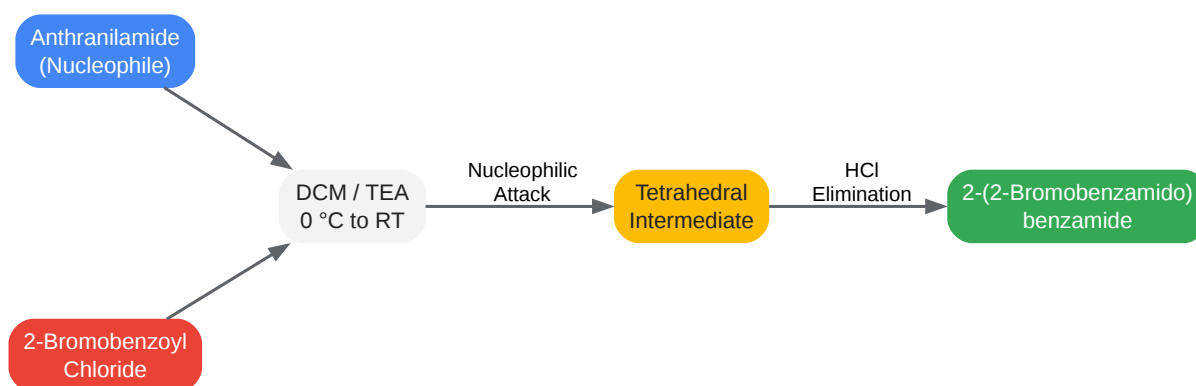 Anthranilamide
(Nucleophile)
2-Bromobenzoyl
Chloride
DCM / TEA
0 °C to RT
Nucleophilic
Attack
Tetrahedral
Intermediate
HCl
Elimination
2-(2-Bromobenzamido)
benzamide